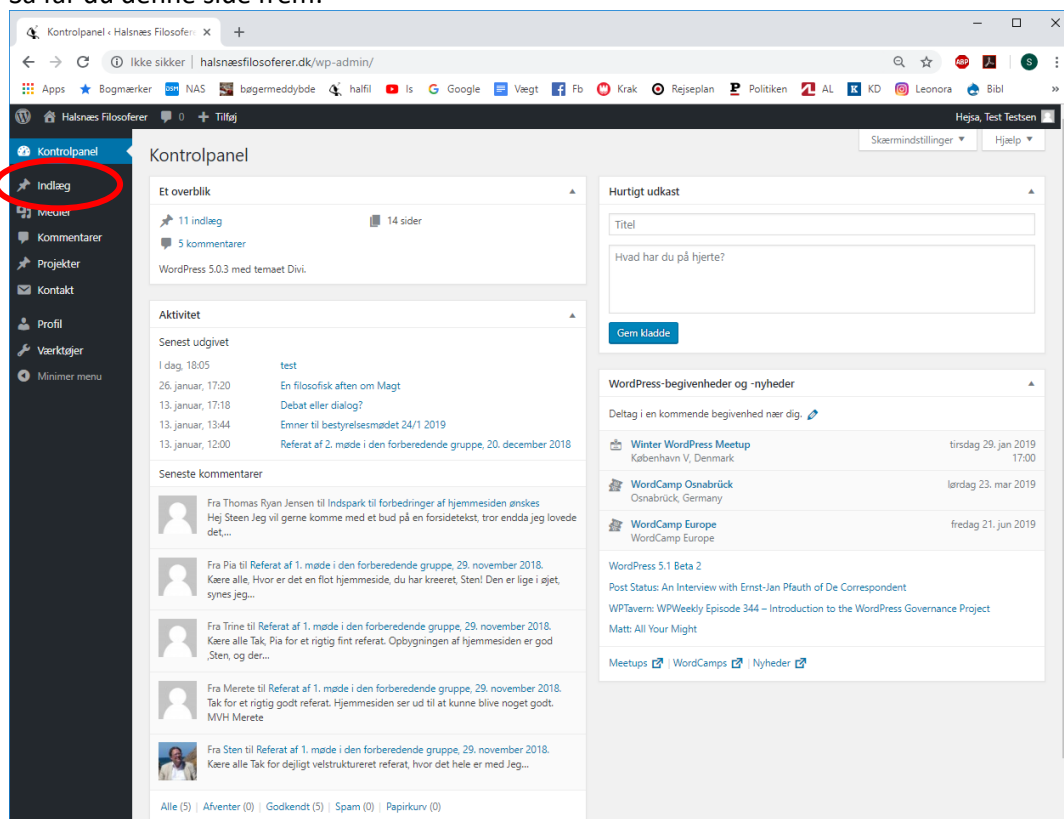 Så får du denne side frem:
Kontrolpanel ‹ Halsnæs Filosofer
Ikke sikker | halsnæsfilosoferer.dk/wp-admin/
ABP
S
Apps Bogmærker NAS bøgermeddybde halfil ls Google Vægt Fb Krak Rejseplan Politiken AL KD Leonora Bibl »
Halsnæs Filosoferer 0 + Tilføj Hejsa, Test Testsen
Skærmindstillinger Hjælp
Kontrolpanel
Indlæg
Medier
Kommentarer
Projekter
Kontakt
Profil
Værktøjer
Minimer menu
Kontrolpanel
Et overblik
11 indlæg 14 sider
5 kommentarer
WordPress 5.0.3 med temaet Divi.
Aktivitet
Senest udgivet
I dag, 18:05 test
26. januar, 17:20 En filosofisk aften om Magt
13. januar, 17:18 Debat eller dialog?
13. januar, 13:44 Emner til bestyrelsesmødet 24/1 2019
13. januar, 12:00 Referat af 2. møde i den forberedende gruppe, 20. december 2018
Seneste kommentarer
Fra Thomas Ryan Jensen til Indspark til forbedringer af hjemmesiden ønskes
Hej Steen Jeg vil gerne komme med et bud på en forsidetekst, tror endda jeg lovede
det,...
Fra Pia til Referat af 1. møde i den forberedende gruppe, 29. november 2018.
Kære alle, Hvor er det en flot hjemmeside, du har kreeret, Sten! Den er lige i øjet,
synes jeg...
Fra Trine til Referat af 1. møde i den forberedende gruppe, 29. november 2018.
Kære alle Tak, Pia for et rigtig fint referat. Opbygningen af hjemmesiden er god
,Sten, og der...
Fra Merete til Referat af 1. møde i den forberedende gruppe, 29. november 2018.
Tak for et rigtig godt referat. Hjemmesiden ser ud til at kunne blive noget godt.
MVH Merete
Fra Sten til Referat af 1. møde i den forberedende gruppe, 29. november 2018.
Kære alle Tak for dejligt velstruktureret referat, hvor det hele er med Jeg...
Alle (5) | Afventer (0) | Godkendt (5) | Spam (0) | Papirkurv (0)
Hurtigt udkast
Titel
Hvad har du på hjerte?
Gem kladde
WordPress-begivenheder og -nyheder
Deltag i en kommende begivenhed nær dig.
Winter WordPress Meetup tirsdag 29. jan 2019
København V, Denmark 17:00
WordCamp Osnabrück lørdag 23. mar 2019
Osnabrück, Germany
WordCamp Europe fredag 21. jun 2019
WordCamp Europe
WordPress 5.1 Beta 2
Post Status: An Interview with Ernst-Jan Pfauth of De Correspondent
WPTavern: WPWeekly Episode 344 – Introduction to the WordPress Governance Project
Matt: All Your Might
Meetups | WordCamps | Nyheder